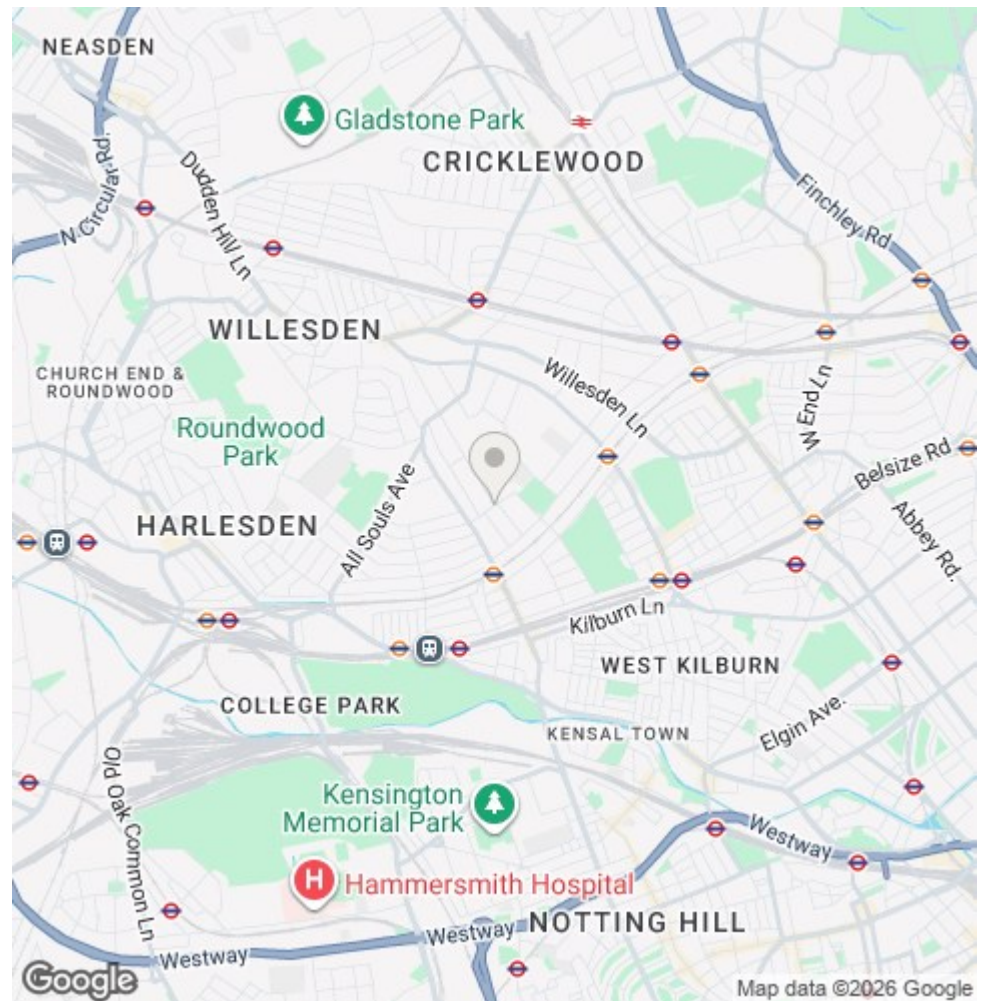 NEASDEN
Gladstone Park
CRICKLEWOOD
N Circular Rd.
Dudden Hill Ln
Finchley Rd
WILLESDEN
CHURCH END &
ROUNDWOOD
Willesden Ln
W End Ln
Roundwood
Park
Belsize Rd
All Souls Ave
HARLESDEN
Abbey Rd.
Kilburn Ln
WEST KILBURN
COLLEGE PARK
KENSAL TOWN
Elgin Ave.
Old Oak Common Ln
Kensington
Memorial Park
Westway
H
Hammersmith Hospital
NOTTING HILL
Westway
Westway
Google
Map data ©2026 Google